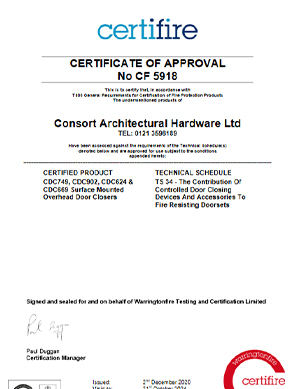 certifire
CERTIFICATE OF APPROVAL
No CF 5918
This is to certify that, in accordance with
TS00 General Requirements for Certification of Fire Protection Products
The undermentioned products of
Consort Architectural Hardware Ltd
TEL: 0121 3596189
Have been assessed against the requirements of the Technical Schedule(s)
denoted below and are approved for use subject to the conditions
appended hereto:
CERTIFIED PRODUCT
CDC749, CDC902, CDC624 &
CDC669 Surface Mounted
Overhead Door Closers
TECHNICAL SCHEDULE
TS 34 - The Contribution Of
Controlled Door Closing
Devices And Accessories To
Fire Resisting Doorsets
Signed and sealed for and on behalf of Warringtonfire Testing and Certification Limited
Paul Duggan
Certification Manager
Issued: 2nd December 2020
warringtonfire
certifire